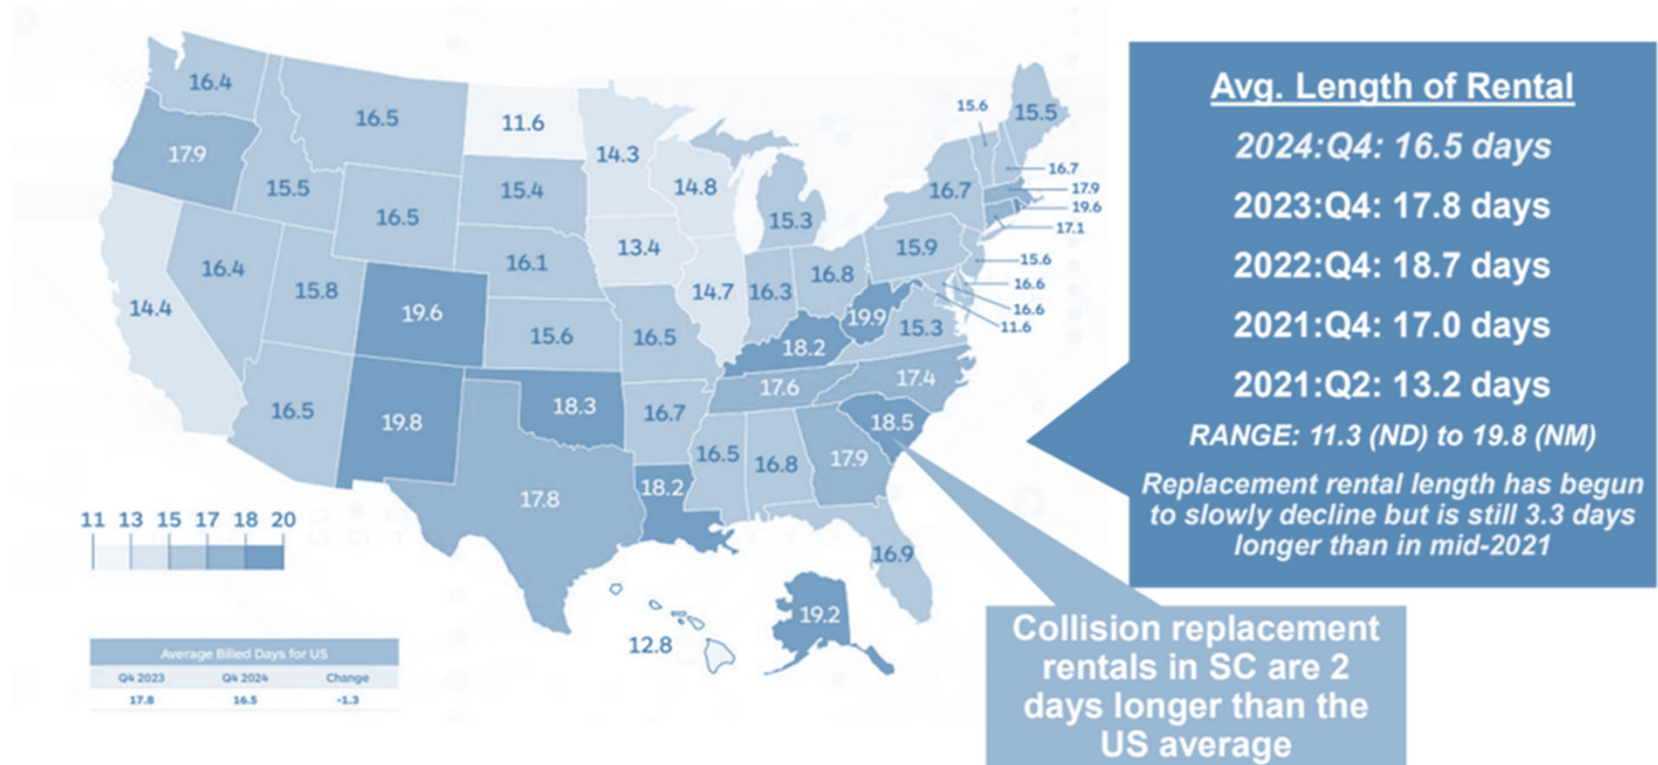 16.4
16.5
11.6
14.3
15.6
15.5
17.9
15.5
16.5
15.4
14.8
15.3
16.7
16.7
17.9
19.6
17.1
16.4
15.8
16.1
13.4
14.7
16.3
16.8
15.9
15.6
16.6
16.6
11.6
14.4
19.6
15.6
16.5
18.2
19.9
15.3
16.5
19.8
18.3
16.7
17.6
17.4
18.5
16.5
16.8
17.9
17.8
18.2
16.9
12.8
19.2
11 13 15 17 18 20
Average Billed Days for US
Q4 2023 Q4 2024 Change
17.8 16.5 -1.3
Avg. Length of Rental
2024:Q4: 16.5 days
2023:Q4: 17.8 days
2022:Q4: 18.7 days
2021:Q4: 17.0 days
2021:Q2: 13.2 days
RANGE: 11.3 (ND) to 19.8 (NM)
Replacement rental length has begun
to slowly decline but is still 3.3 days
longer than in mid-2021
Collision replacement
rentals in SC are 2
days longer than the
US average